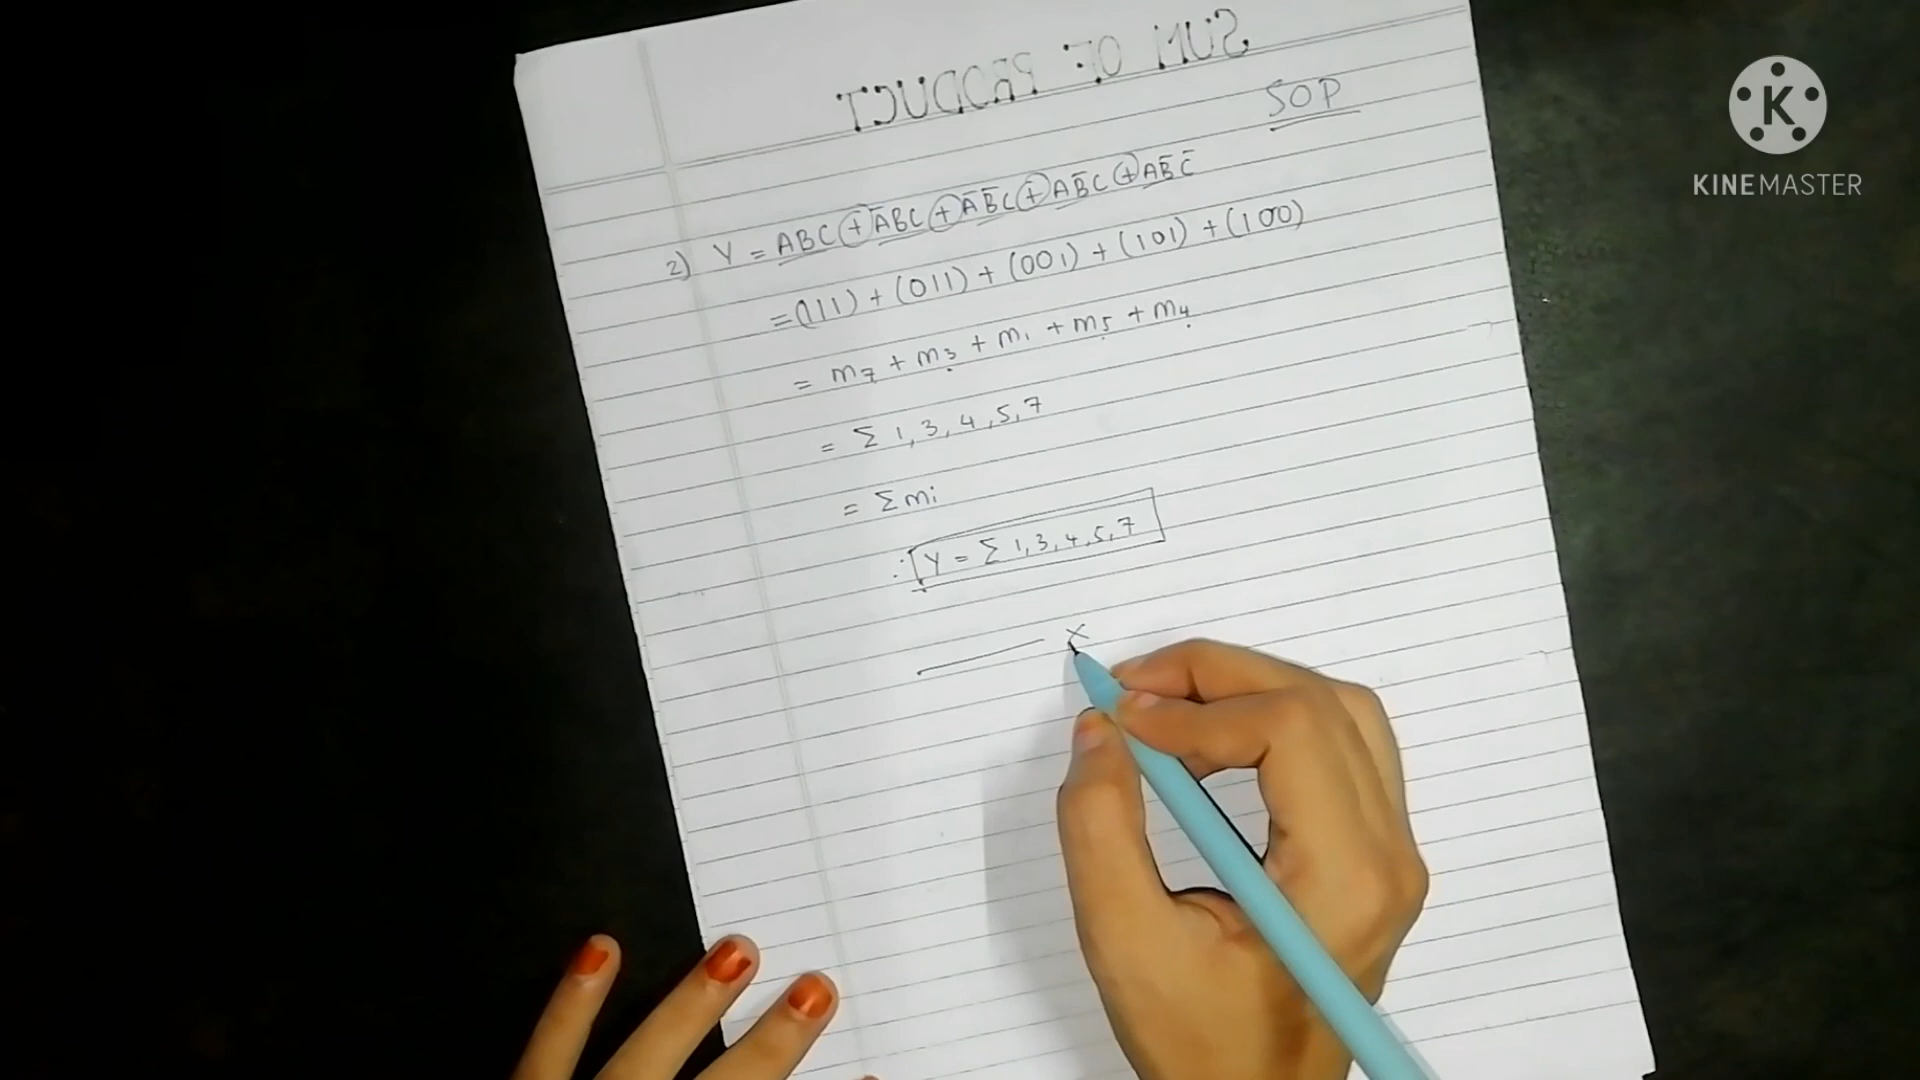 SUM OF PRODUCT
SOP
2) Y = ABC + ĀBC + ĀB̄C + AB̄C + AB̄C̄
= (111) + (011) + (001) + (101) + (100)
= m7 + m3 + m1 + m5 + m4
= Σ 1, 3, 4, 5, 7
= Σ mi
∴ Y = Σ 1, 3, 4, 5, 7
x
K
KINEMASTER